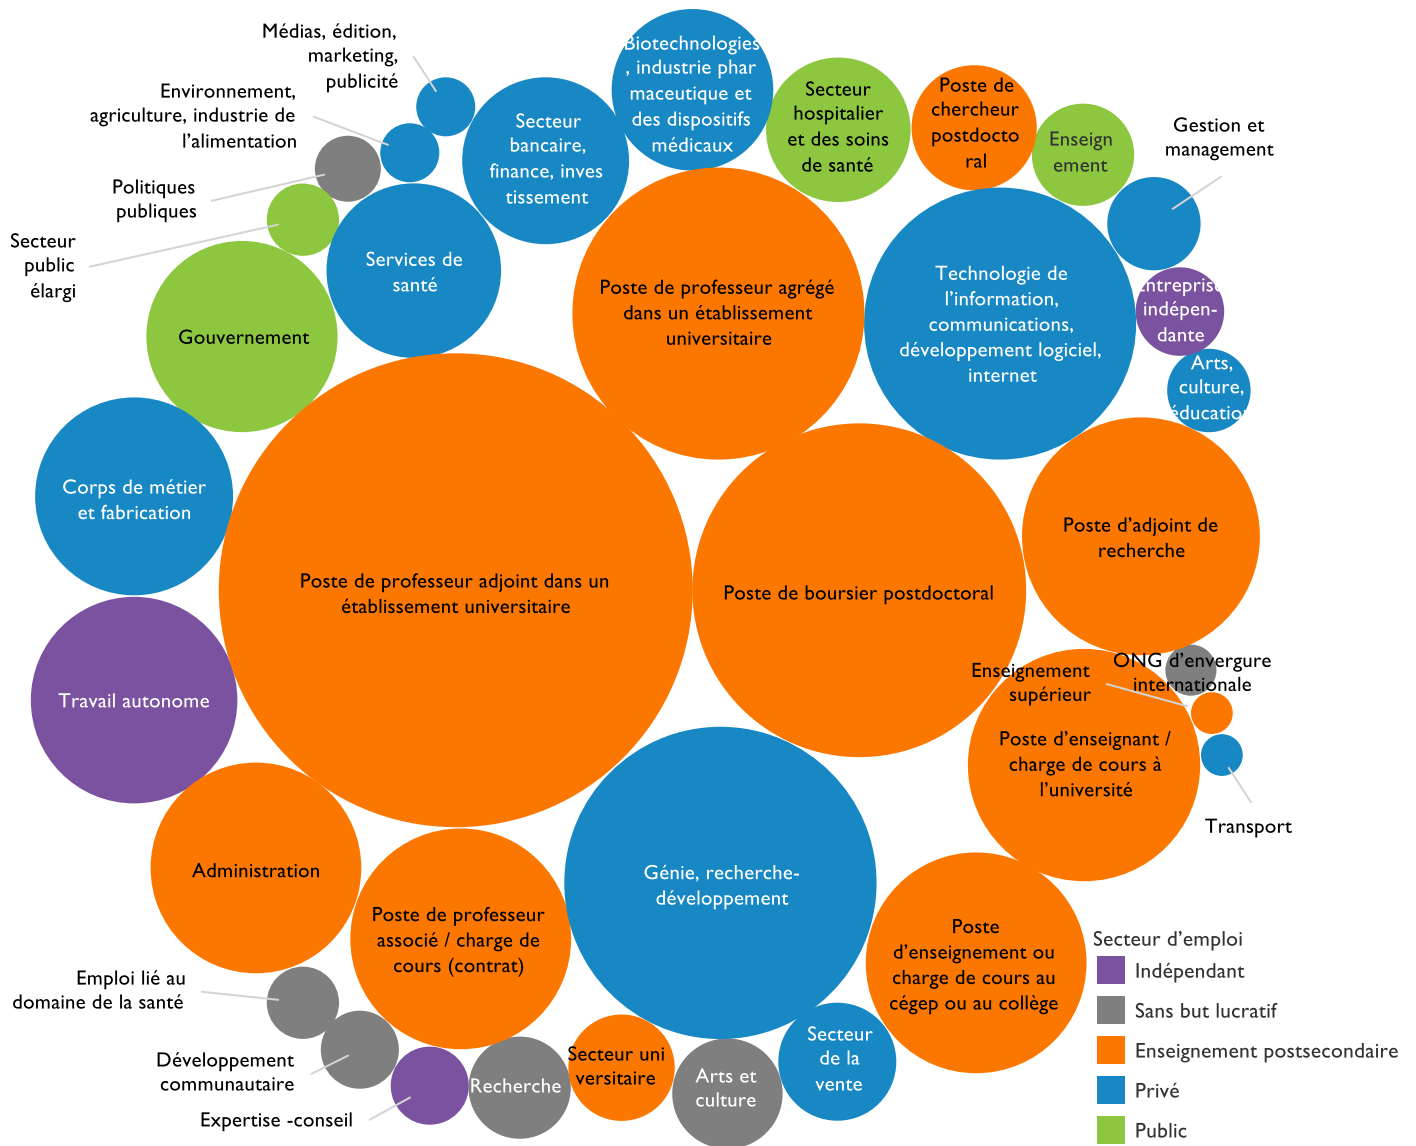 Médias, édition,
marketing,
publicité
Environnement,
agriculture, industrie de
l'alimentation
Politiques
publiques
Secteur
public
élargi
Secteur
bancaire,
finance, inves
tissement
Biotechnologies
, industrie phar
maceutique et
des dispositifs
médicaux
Secteur
hospitalier
et des soins
de santé
Poste de
chercheur
postdocto
ral
Enseign
ement
Gestion et
management
Services de
santé
Gouvernement
Poste de professeur agrégé
dans un établissement
universitaire
Technologie de
l'information,
communications,
développement logiciel,
internet
Entreprise
indépen-
dante
Arts,
culture,
éducation
Corps de métier
et fabrication
Poste de professeur adjoint dans un
établissement universitaire
Poste de boursier postdoctoral
Poste d'adjoint de
recherche
Travail autonome
ONG d'envergure
internationale
Enseignement
supérieur
Poste d'enseignant /
charge de cours à
l'université
Transport
Administration
Poste de professeur
associé / charge de
cours (contrat)
Génie, recherche-
développement
Poste
d'enseignement ou
charge de cours au
cégep ou au collège
Emploi lié au
domaine de la santé
Développement
communautaire
Expertise -conseil
Recherche
Secteur uni
versitaire
Arts et
culture
Secteur
de la
vente
Secteur d'emploi
Indépendant
Sans but lucratif
Enseignement postsecondaire
Privé
Public